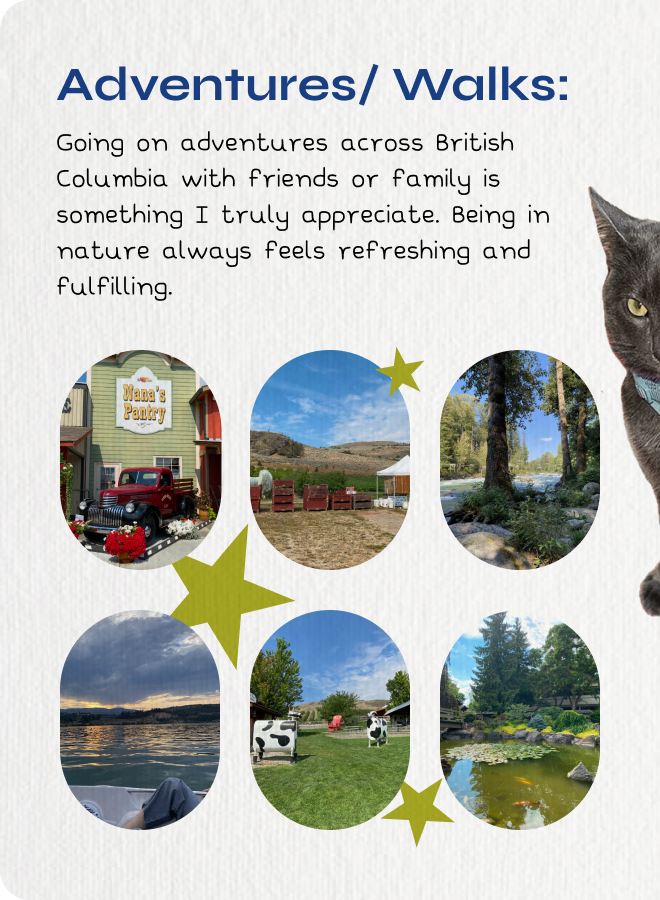 Adventures/ Walks:
Going on adventures across British
Columbia with friends or family is
something I truly appreciate. Being in
nature always feels refreshing and
fulfilling.
Nana's
Pantry